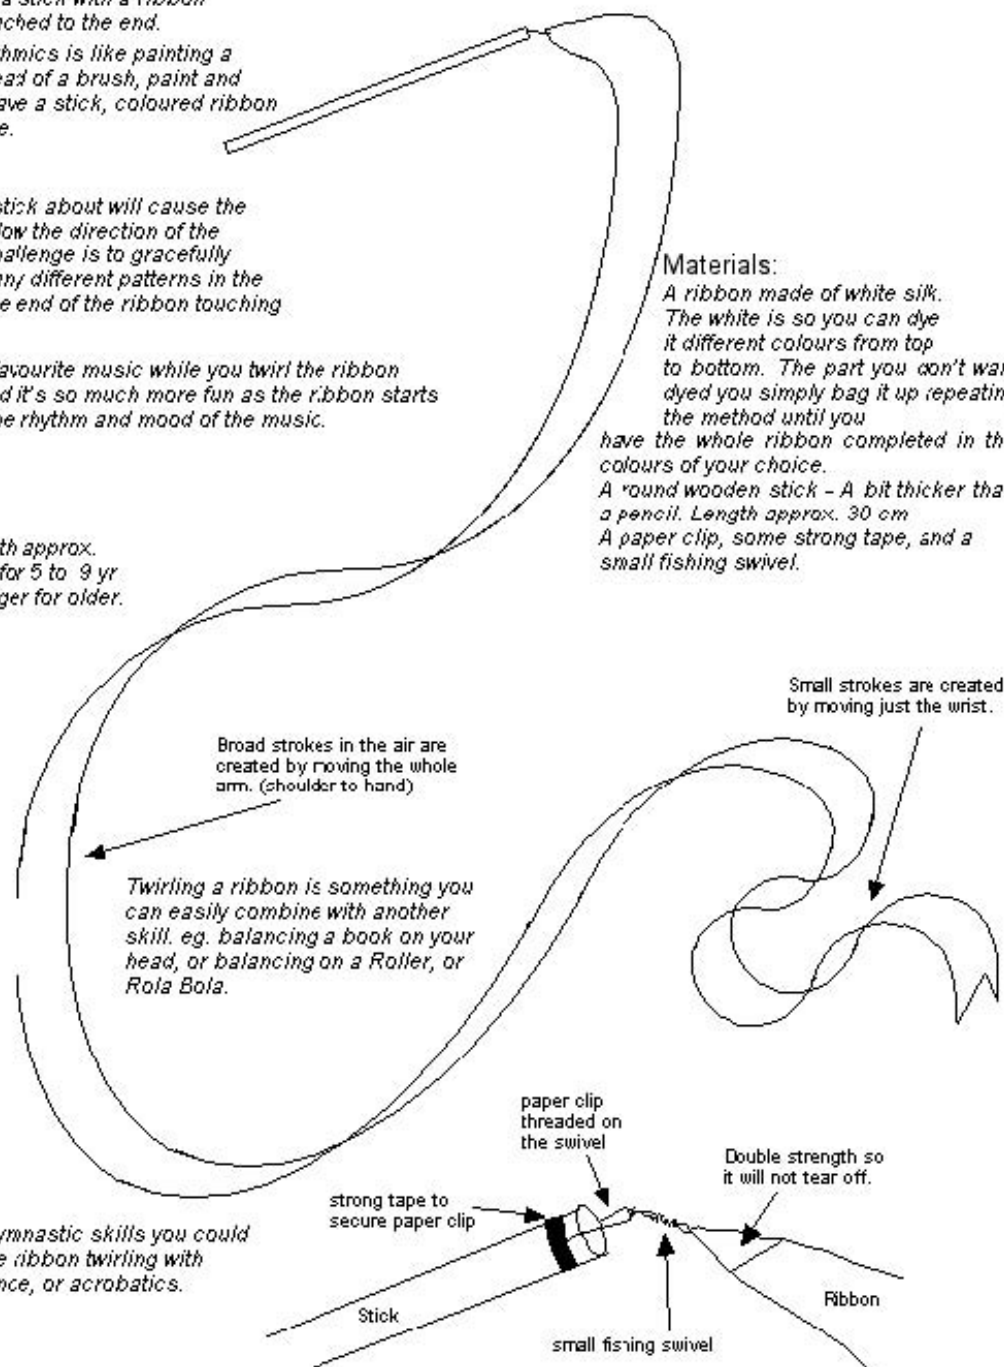 a stick with a ribbon
ched to the end.
hmics is like painting a
ead of a brush, paint and
ave a stick, coloured ribbon
e.
stick about will cause the
low the direction of the
hallenge is to gracefully
any different patterns in the
e end of the ribbon touching
Materials:
A ribbon made of white silk.
The white is so you can dye
it different colours from top
to bottom. The part you don't wan
dyed you simply bag it up repeatin
the method until you
have the whole ribbon completed in th
colours of your choice.
A round wooden stick - A bit thicker tha
a pencil. Length approx. 30 cm
A paper clip, some strong tape, and a
small fishing swivel.
avourite music while you twirl the ribbon
d it's so much more fun as the ribbon starts
he rhythm and mood of the music.
th approx.
for 5 to 9 yr
ger for older.
Small strokes are created
by moving just the wrist.
Broad strokes in the air are
created by moving the whole
arm. (shoulder to hand)
Twirling a ribbon is something you
can easily combine with another
skill. eg. balancing a book on your
head, or balancing on a Roller, or
Rola Bola.
paper clip
threaded on
the swivel
Double strength so
it will not tear off.
strong tape to
secure paper clip
ymnastic skills you could
e ribbon twirling with
nce, or acrobatics.
Stick
Ribbon
small fishing swivel